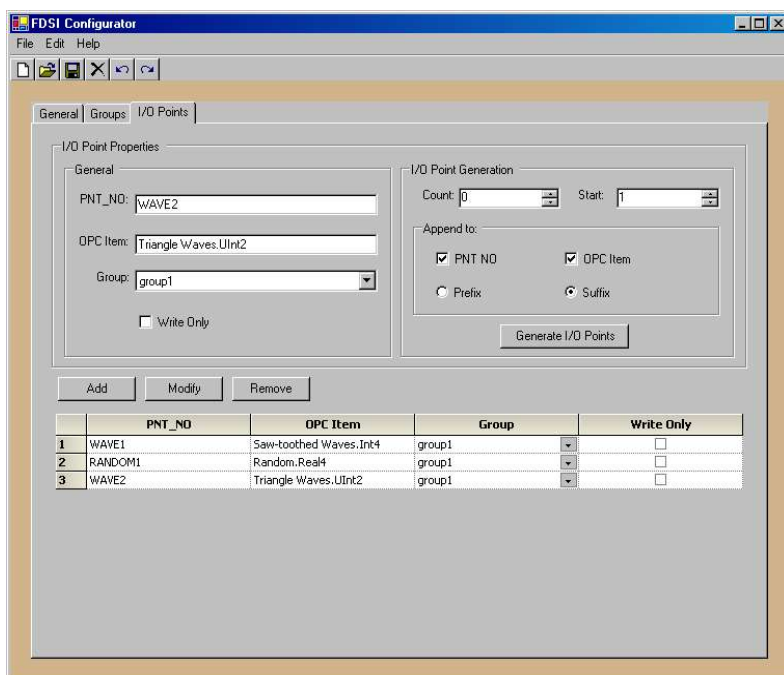 FDSI Configurator
File Edit Help
General Groups I/O Points
I/O Point Properties
General
PNT_NO: WAVE2
OPC Item: Triangle Waves.UInt2
Group: group1
Write Only
I/O Point Generation
Count: 0 Start: 1
Append to:
PNT NO OPC Item
Prefix Suffix
Generate I/O Points
Add Modify Remove
PNT_NO OPC Item Group Write Only
1 WAVE1 Saw-toothed Waves.Int4 group1
2 RANDOM1 Random.Real4 group1
3 WAVE2 Triangle Waves.UInt2 group1